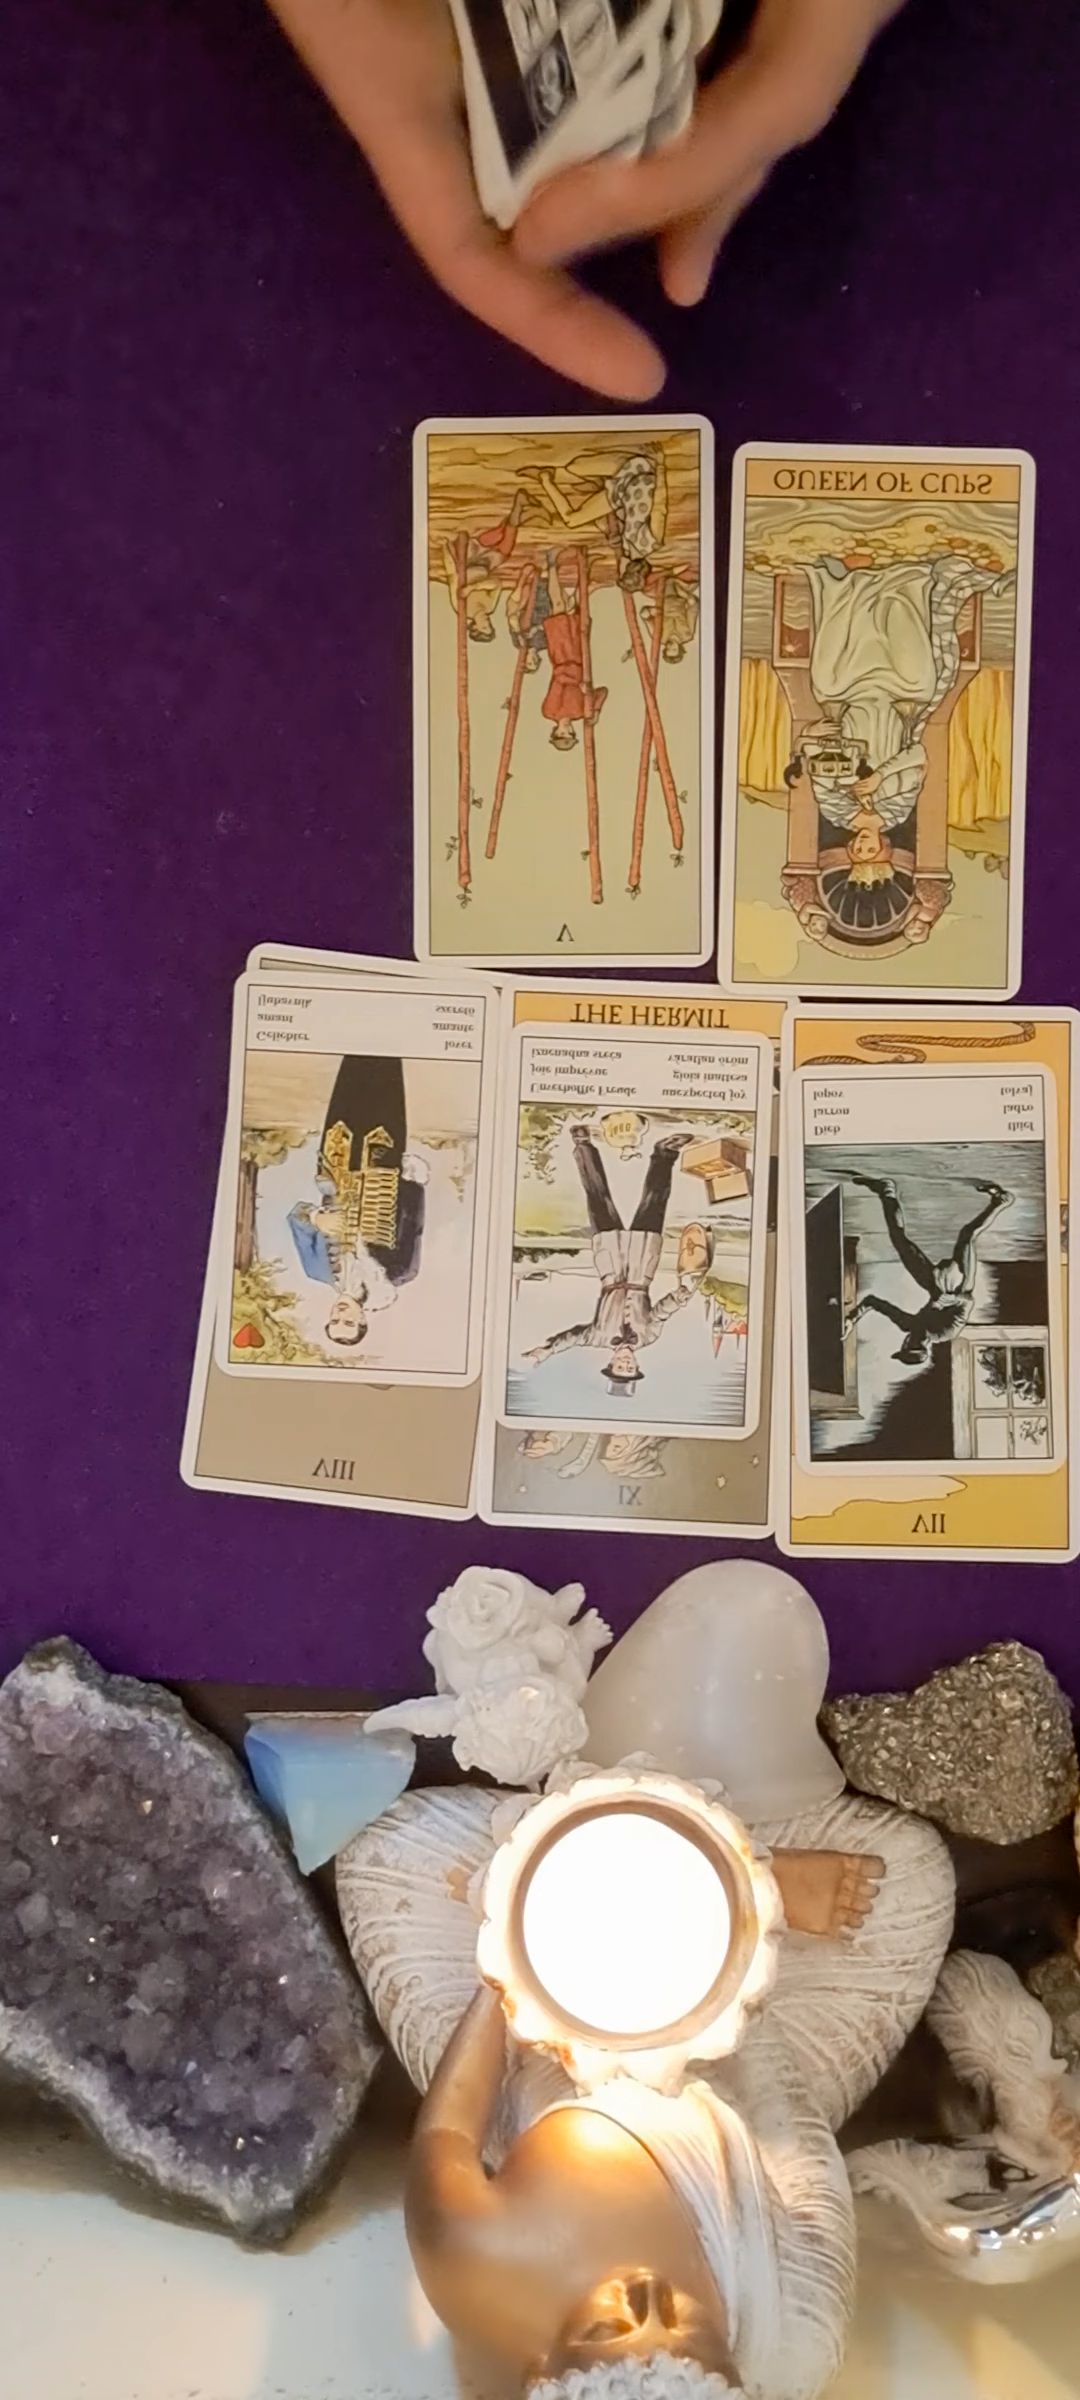 QUEEN OF CUPS
V
lover
amante
szerető
Geliebter
amant
ljubavnik
VIII
THE HERMIT
unexpected joy
gioia inattesa
váratlan öröm
Unverhoffte Freude
joie imprévue
iznenadna sreća
IX
thief
ladro
tolvaj
Dieb
larron
lopov
VII